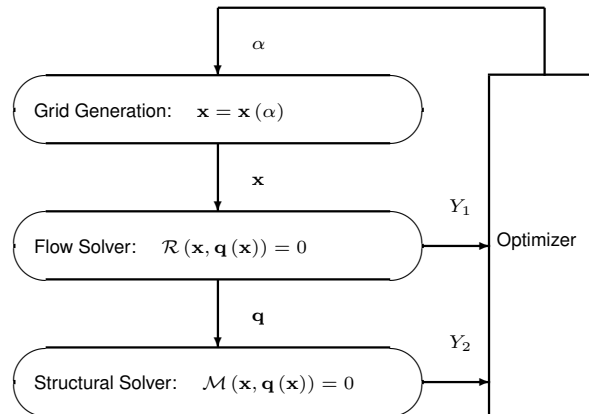 α
Grid Generation: x = x (α)
x
Y₁
Flow Solver: ℛ (x, q (x)) = 0
Optimizer
q
Y₂
Structural Solver: ℳ (x, q (x)) = 0